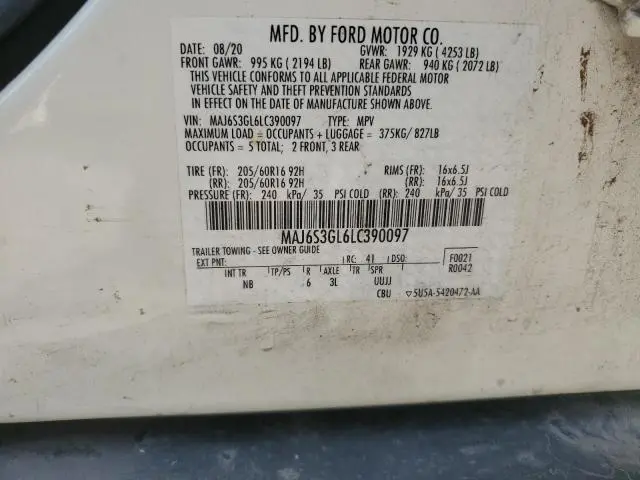 MFD. BY FORD MOTOR CO.
DATE: 08/20 GVWR: 1929 KG ( 4253 LB)
FRONT GAWR: 995 KG ( 2194 LB) REAR GAWR: 940 KG ( 2072 LB)
THIS VEHICLE CONFORMS TO ALL APPLICABLE FEDERAL MOTOR
VEHICLE SAFETY AND THEFT PREVENTION STANDARDS
IN EFFECT ON THE DATE OF MANUFACTURE SHOWN ABOVE.
VIN: MAJ6S3GL6LC390097 TYPE: MPV
MAXIMUM LOAD = OCCUPANTS + LUGGAGE = 375KG/ 827LB
OCCUPANTS = 5 TOTAL; 2 FRONT, 3 REAR
TIRE (FR): 205/60R16 92H RIMS (FR): 16x6.5J
(RR): 205/60R16 92H (RR): 16x6.5J
PRESSURE (FR): 240 kPa/ 35 PSI COLD (RR): 240 kPa/ 35 PSI COLD
MAJ6S3GL6LC390097
TRAILER TOWING - SEE OWNER GUIDE
EXT PNT: RC: 41 DSO: F0021
R0042
INT TR TP/PS R AXLE TR SPR
NB 6 3L UUJJ
CBU ▽5U5A-5420472-AA